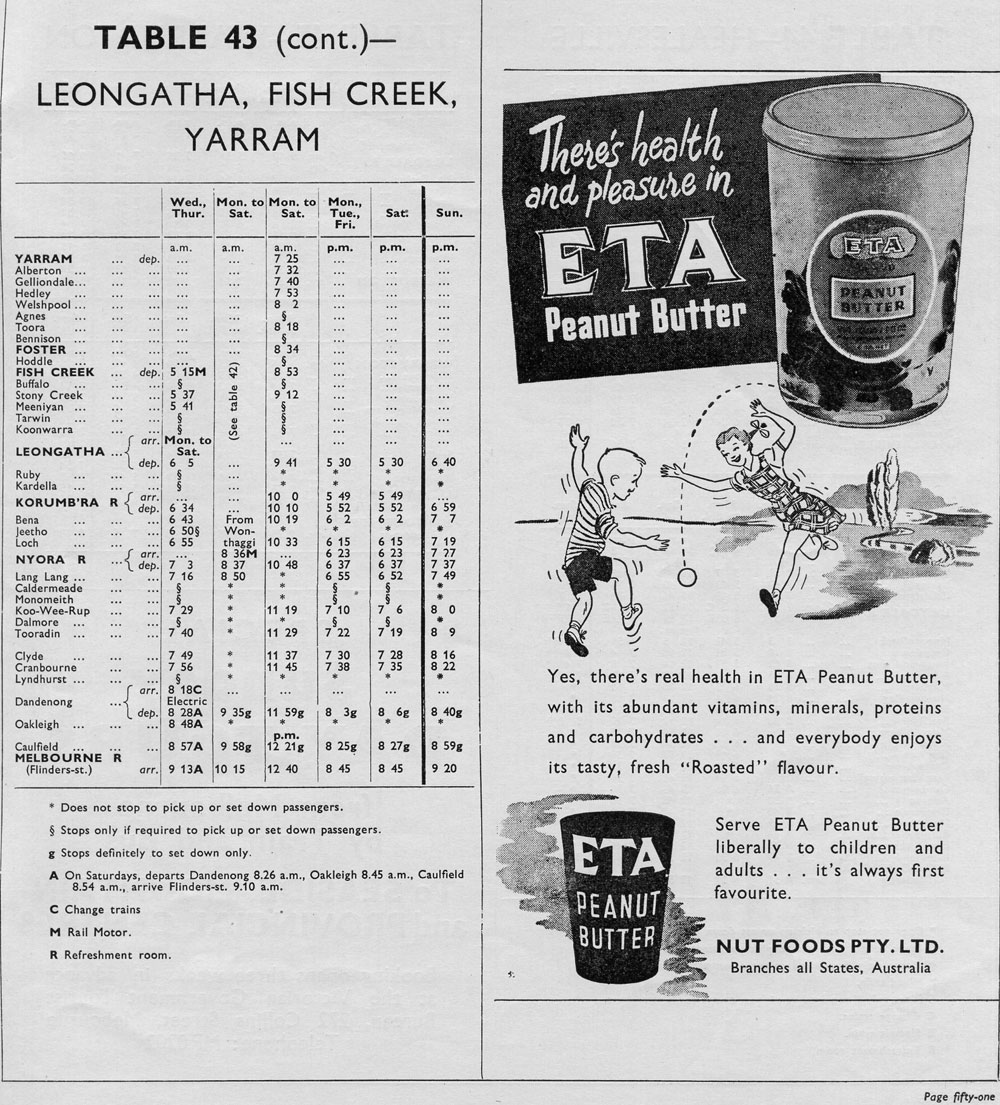 TABLE 43 (cont.)—
LEONGATHA, FISH CREEK,
YARRAM
Wed., Thur. | Mon. to Sat. | Mon. to Sat. | Mon., Tue., Fri. | Sat. | Sun.
a.m. a.m. a.m. p.m. p.m. p.m.
YARRAM ... dep. ... ... 7 25 ... ... ...
Alberton ... ... ... ... ... 7 32 ... ... ...
Gelliondale... ... ... ... ... 7 40 ... ... ...
Hedley ... ... ... ... 7 53 ... ... ...
Welshpool ... ... ... ... ... 8 2 ... ... ...
Agnes ... ... ... ... § ... ... ...
Toora ... ... ... ... 8 18 ... ... ...
Bennison ... ... ... ... § ... ... ...
FOSTER ... ... ... ... ... 8 34 ... ... ...
Hoddle ... ... ... § ... ... ...
FISH CREEK ... dep. 5 15M (See table 42) 8 53 ... ... ...
Buffalo ... ... ... § § ... ... ...
Stony Creek ... ... 5 37 9 12 ... ... ...
Meeniyan ... ... ... 5 41 § ... ... ...
Tarwin ... ... ... § § ... ... ...
Koonwarra ... ... § § ... ... ...
LEONGATHA ... arr. Mon. to Sat. ... ... ... ...
dep. 6 5 ... 9 41 5 30 5 30 6 40
Ruby ... ... ... § ... * * * *
Kardella ... ... ... § ... * * * *
KORUMB'RA R arr. ... ... 10 0 5 49 5 49 ...
dep. 6 34 ... 10 10 5 52 5 52 6 59
Bena ... ... 6 43 From 10 19 6 2 6 2 7 7
Jeetho ... ... ... 6 50§ Won- * * * *
Loch ... ... ... 6 55 thaggi 10 33 6 15 6 15 7 19
NYORA R ... arr. ... 8 36M ... 6 23 6 23 7 27
dep. 7 3 8 37 10 48 6 37 6 37 7 37
Lang Lang ... ... ... 7 16 8 50 * 6 55 6 52 7 49
Caldermeade ... ... § * * § § *
Monomeith ... ... § * * § § *
Koo-Wee-Rup ... ... 7 29 * 11 19 7 10 7 6 8 0
Dalmore ... ... ... § * * § § *
Tooradin ... ... ... 7 40 * 11 29 7 22 7 19 8 9
Clyde ... ... ... 7 49 * 11 37 7 30 7 28 8 16
Cranbourne ... ... 7 56 * 11 45 7 38 7 35 8 22
Lyndhurst ... ... ... § * * * * *
Dandenong ... arr. 8 18C ... ... ... ... ...
Electric
dep. 8 28A 9 35g 11 59g 8 3g 8 6g 8 40g
Oakleigh ... ... ... 8 48A * * * * *
p.m.
Caulfield ... ... ... 8 57A 9 58g 12 21g 8 25g 8 27g 8 59g
MELBOURNE R
(Flinders-st.) arr. 9 13A 10 15 12 40 8 45 8 45 9 20
* Does not stop to pick up or set down passengers.
§ Stops only if required to pick up or set down passengers.
g Stops definitely to set down only.
A On Saturdays, departs Dandenong 8.26 a.m., Oakleigh 8.45 a.m., Caulfield
8.54 a.m., arrive Flinders-st. 9.10 a.m.
C Change trains
M Rail Motor.
R Refreshment room.
There's health
and pleasure in
ETA
Peanut Butter
ETA
PEANUT
BUTTER
Yes, there's real health in ETA Peanut Butter,
with its abundant vitamins, minerals, proteins
and carbohydrates . . . and everybody enjoys
its tasty, fresh "Roasted" flavour.
ETA
PEANUT
BUTTER
Serve ETA Peanut Butter
liberally to children and
adults . . . it's always first
favourite.
NUT FOODS PTY. LTD.
Branches all States, Australia
Page fifty-one